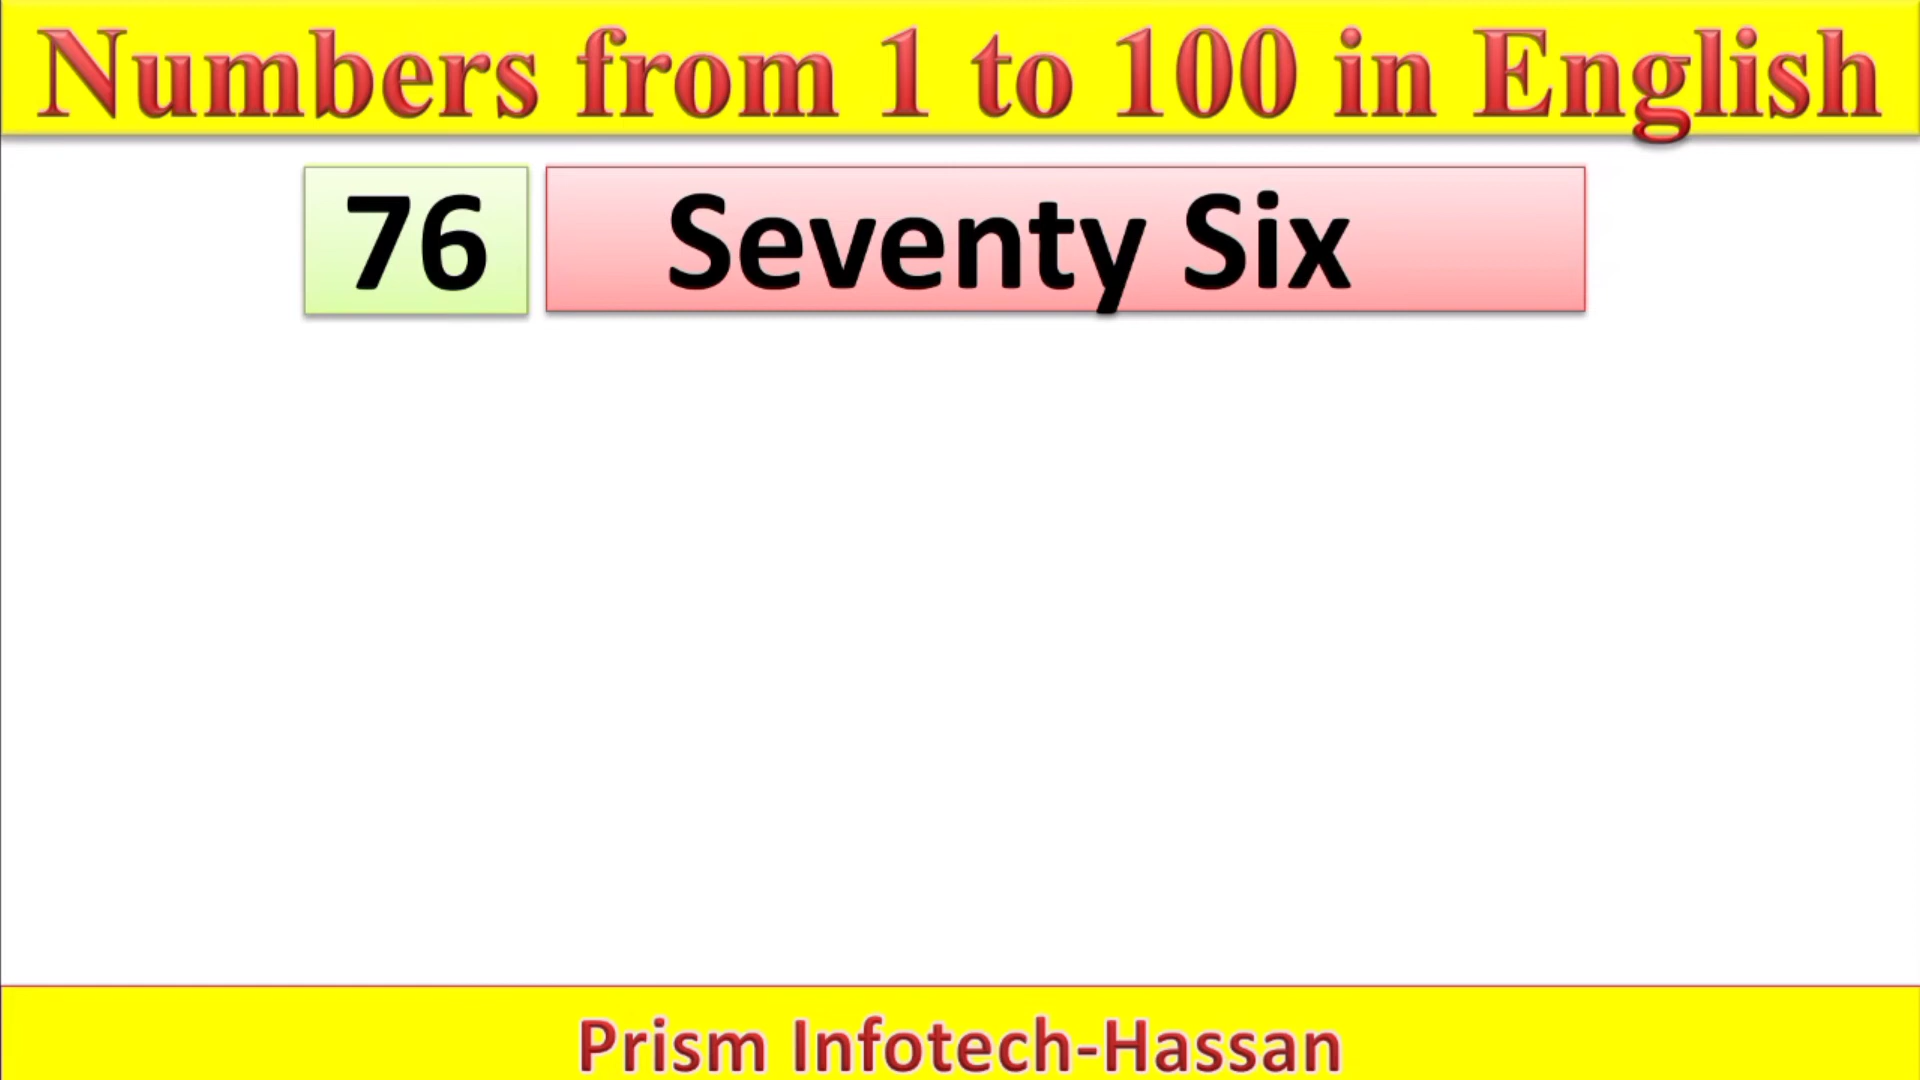 Numbers from 1 to 100 in English
76 Seventy Six
Prism Infotech-Hassan